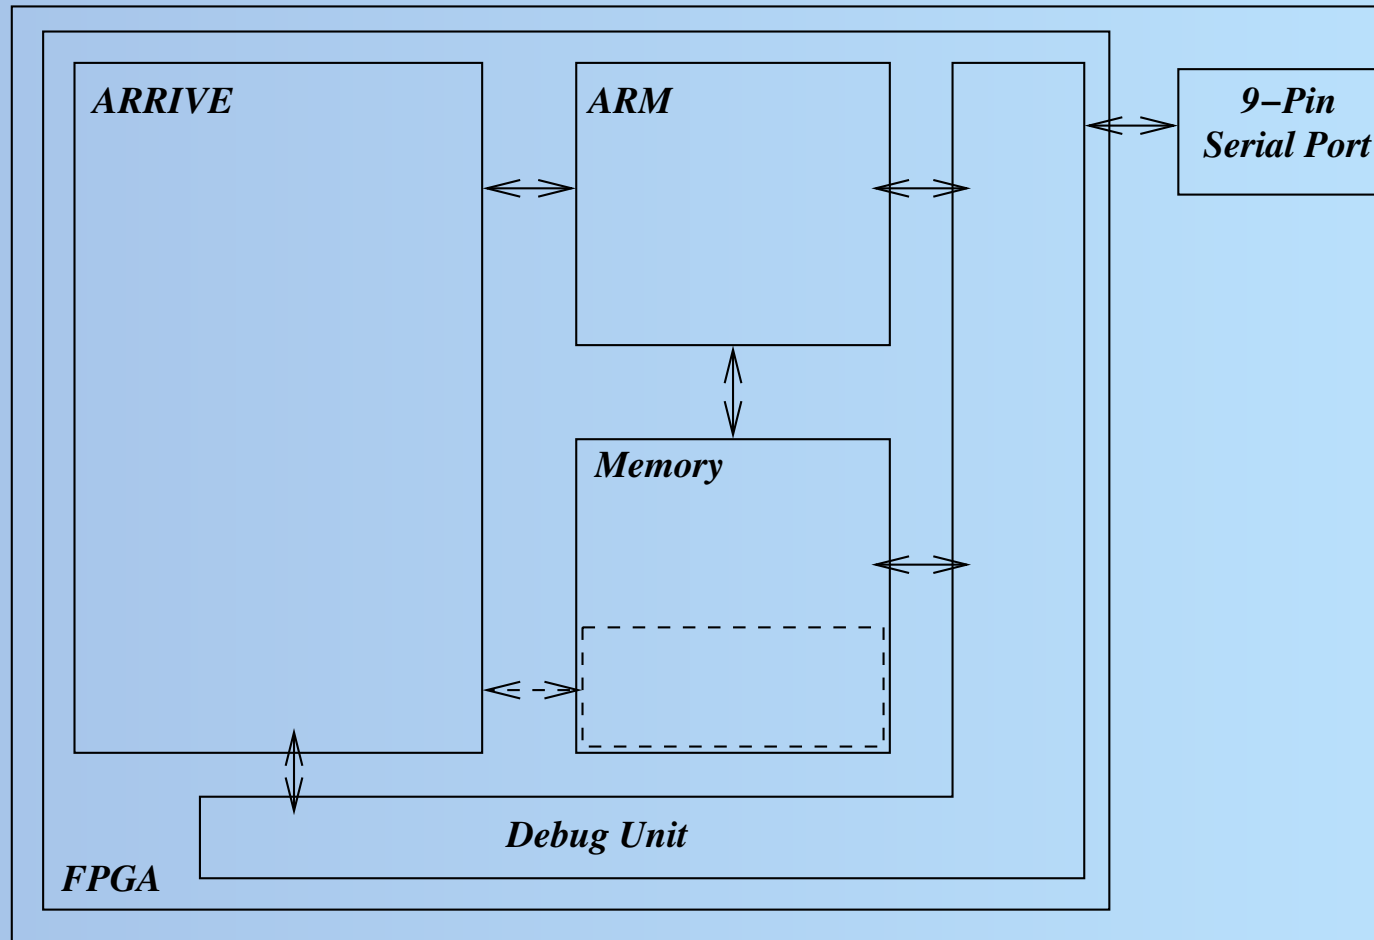 ARRIVE
ARM
9−Pin
Serial Port
Memory
Debug Unit
FPGA